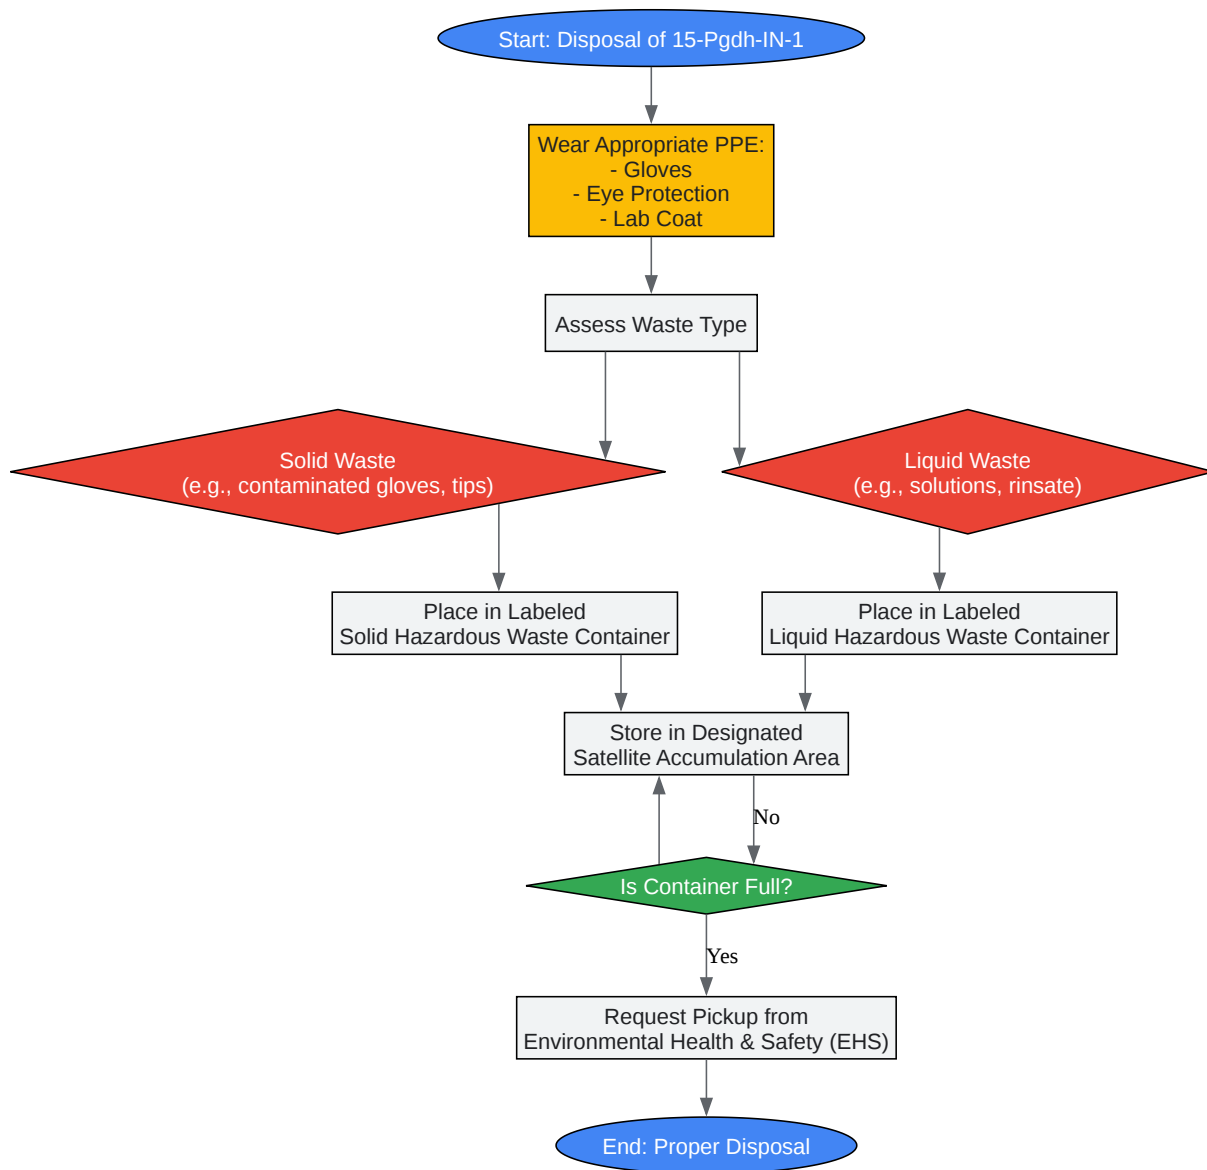 Start: Disposal of 15-Pgdh-IN-1
Wear Appropriate PPE:
- Gloves
- Eye Protection
- Lab Coat
Assess Waste Type
Solid Waste
(e.g., contaminated gloves, tips)
Liquid Waste
(e.g., solutions, rinsate)
Place in Labeled
Solid Hazardous Waste Container
Place in Labeled
Liquid Hazardous Waste Container
Store in Designated
Satellite Accumulation Area
No
Is Container Full?
Yes
Request Pickup from
Environmental Health & Safety (EHS)
End: Proper Disposal